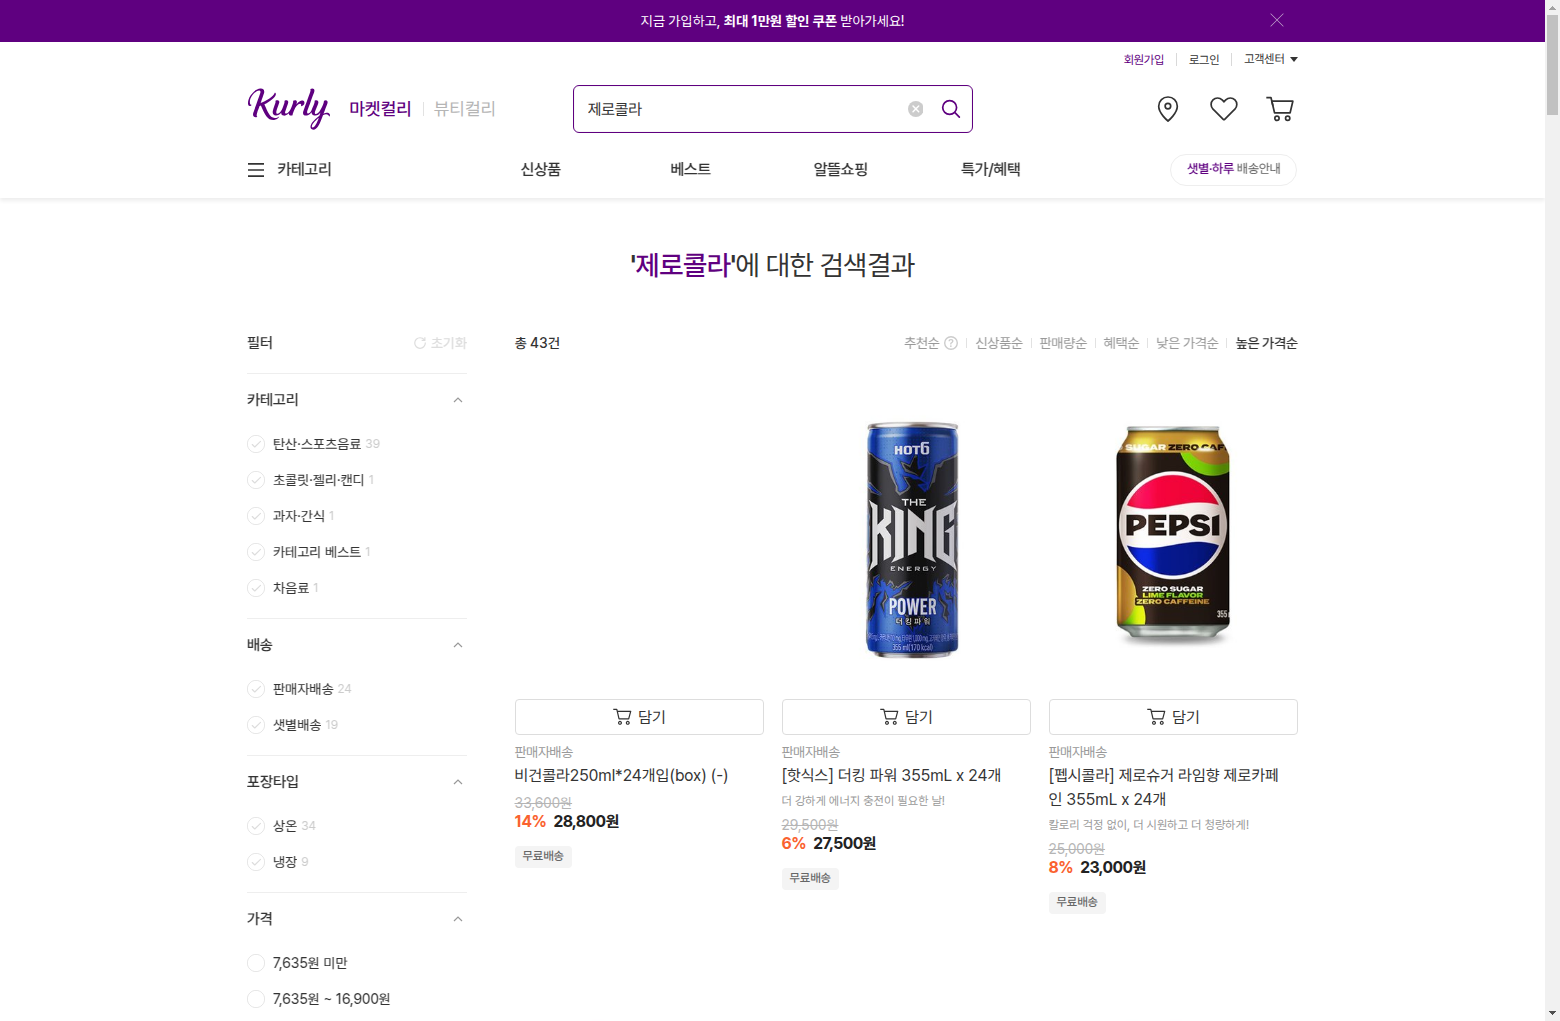 지금 가입하고, 최대 1만원 할인 쿠폰 받아가세요!
회원가입
로그인
고객센터
Kurly
마켓컬리
뷰티컬리
제로콜라
카테고리
신상품
베스트
알뜰쇼핑
특가/혜택
샛별·하루 배송안내
'제로콜라'에 대한 검색결과
필터
초기화
총 43건
추천순
신상품순
판매량순
혜택순
낮은 가격순
높은 가격순
카테고리
탄산·스포츠음료 39
초콜릿·젤리·캔디 1
과자·간식 1
카테고리 베스트 1
차음료 1
배송
판매자배송 24
샛별배송 19
포장타입
상온 34
냉장 9
가격
7,635원 미만
7,635원 ~ 16,900원
담기
판매자배송
비건콜라250ml*24개입(box) (-)
33,600원
14% 28,800원
무료배송
HOT6
THE
KING
ENERGY
POWER
더킹파워
355 ml(170 kcal)
담기
판매자배송
[핫식스] 더킹 파워 355mL x 24개
더 강하게 에너지 충전이 필요한 날!
29,500원
6% 27,500원
무료배송
SUGAR ZERO CAF
PEPSI
ZERO SUGAR
LIME FLAVOR
ZERO CAFFEINE
담기
판매자배송
[펩시콜라] 제로슈거 라임향 제로카페
인 355mL x 24개
칼로리 걱정 없이, 더 시원하고 더 청량하게!
25,000원
8% 23,000원
무료배송